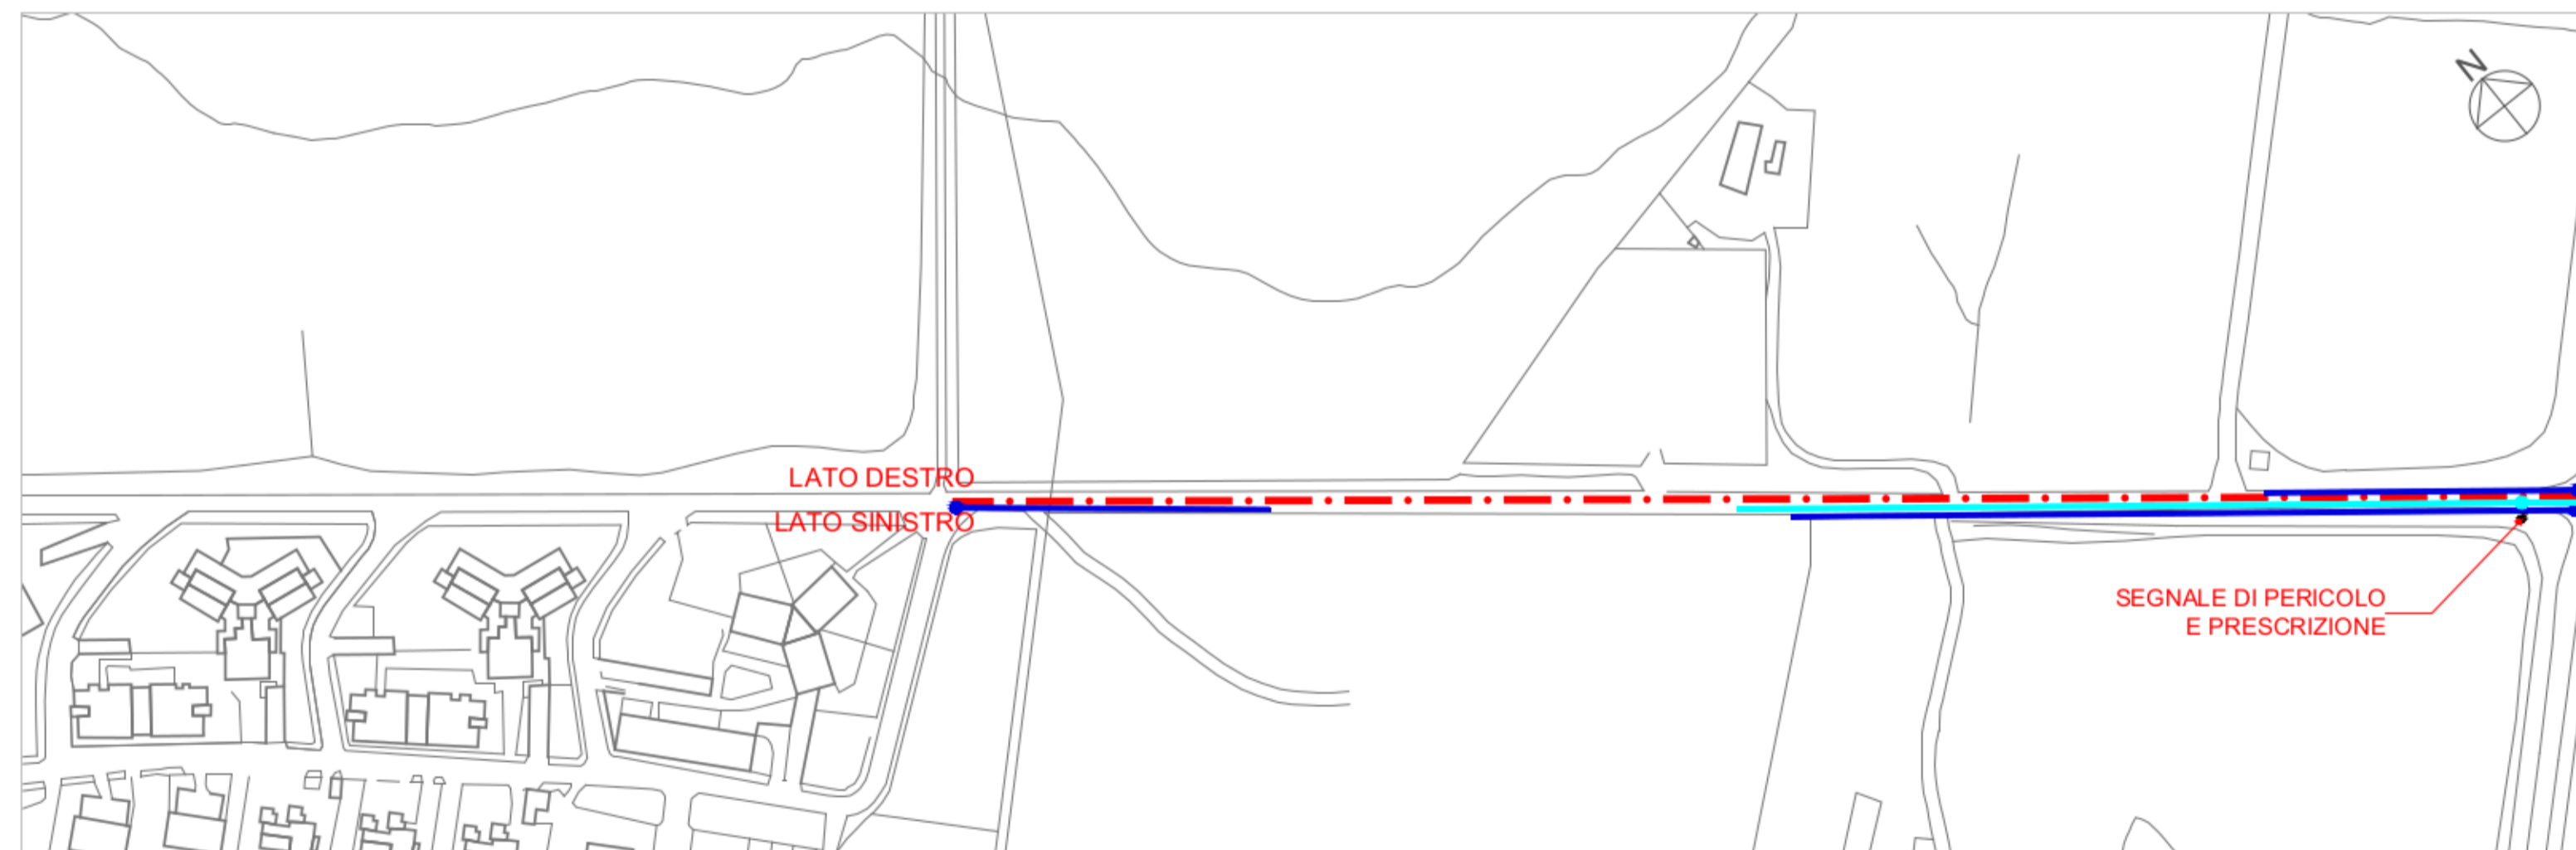 N
LATO DESTRO
LATO SINISTRO
SEGNALE DI PERICOLO
E PRESCRIZIONE